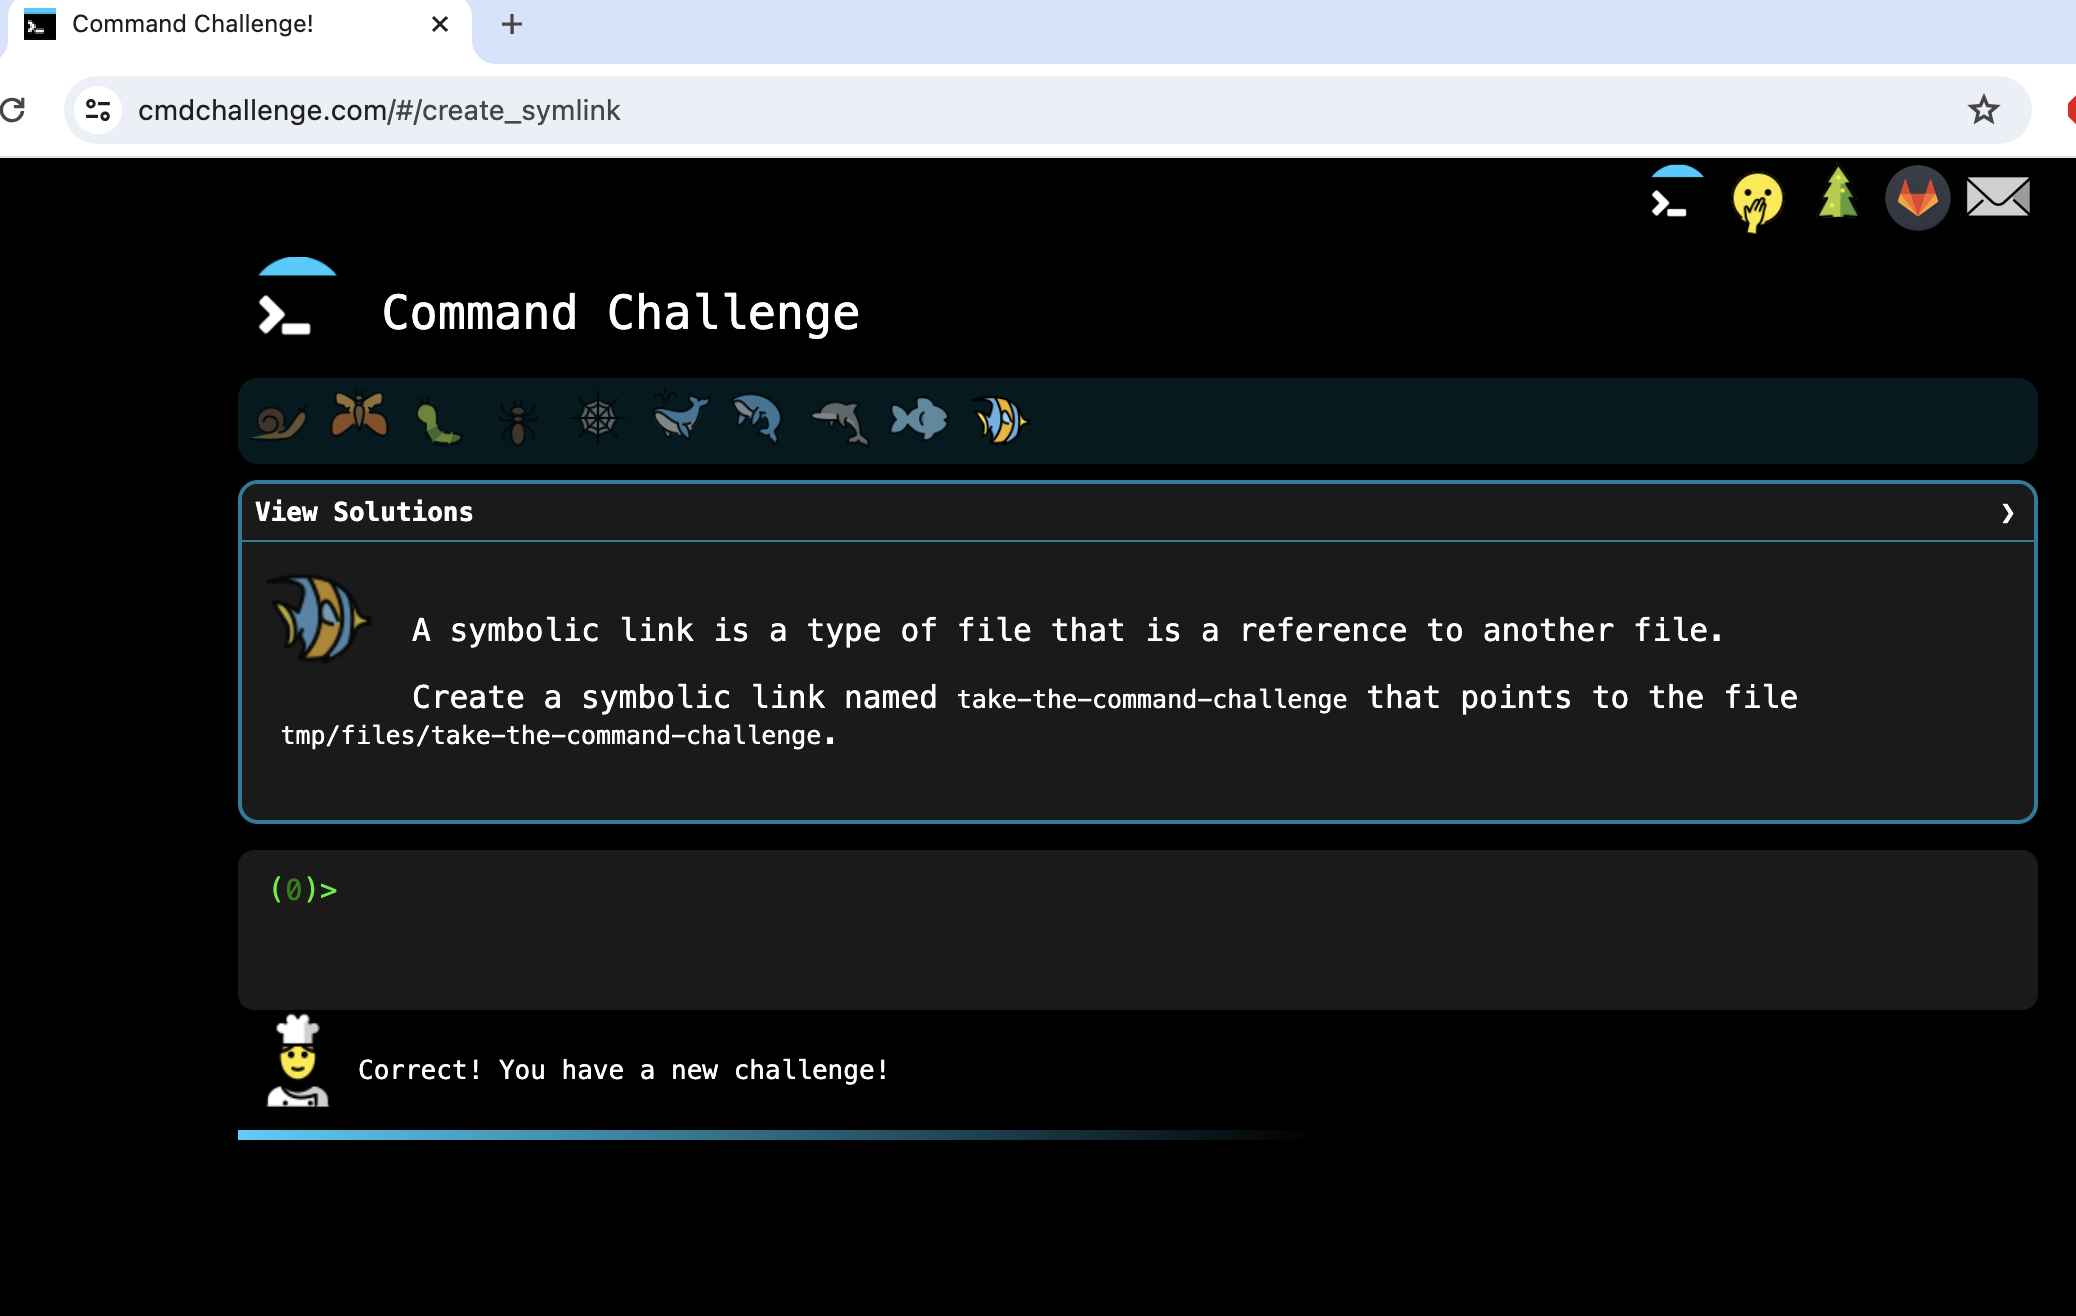 Command Challenge!
cmdchallenge.com/#/create_symlink
Command Challenge
View Solutions
A symbolic link is a type of file that is a reference to another file.
Create a symbolic link named take-the-command-challenge that points to the file
tmp/files/take-the-command-challenge.
(0)>
Correct! You have a new challenge!